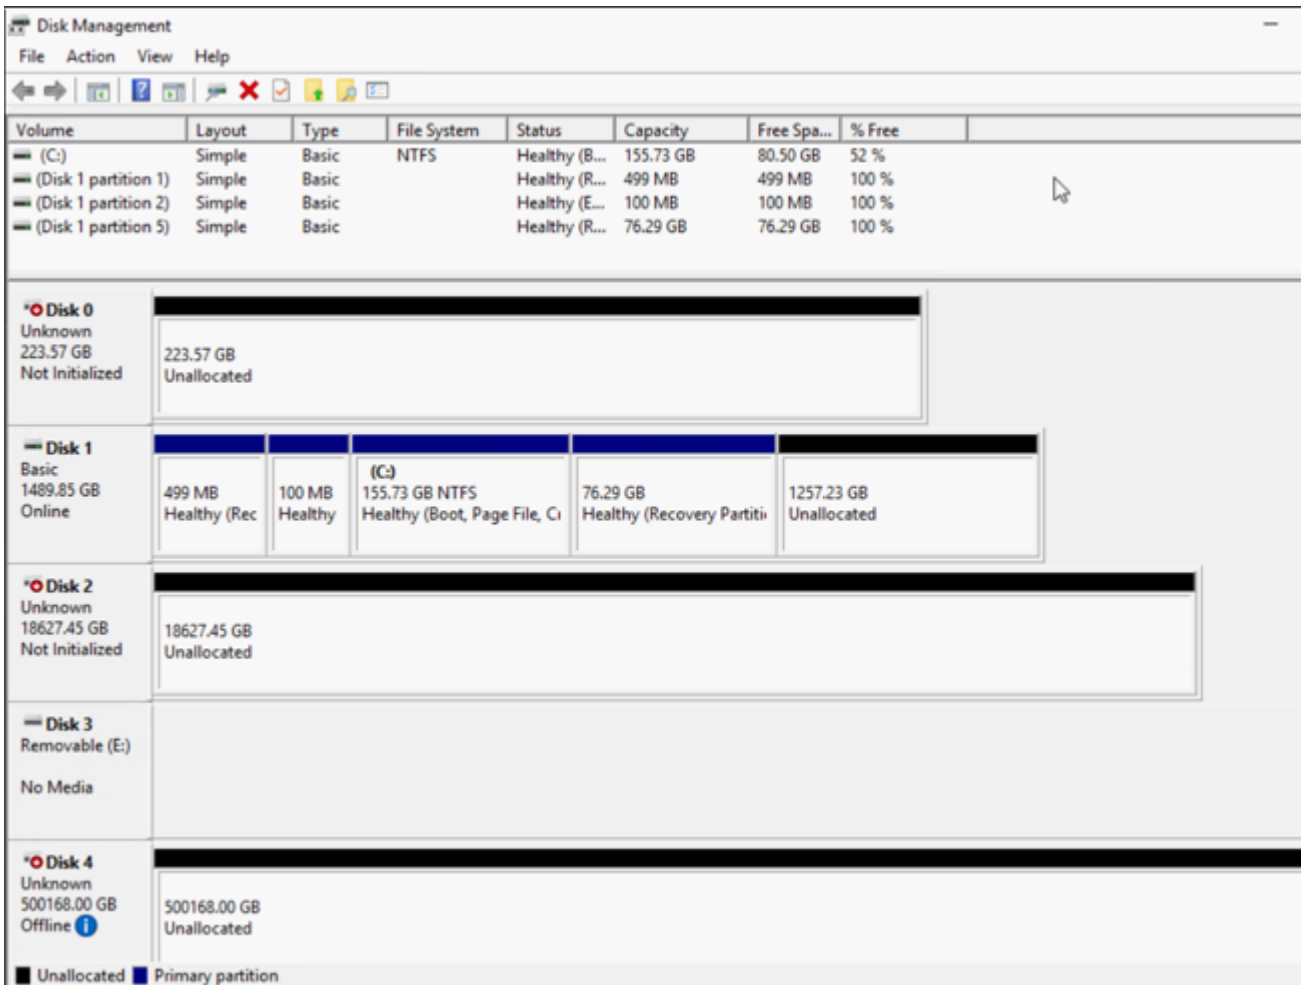 Disk Management
File Action View Help
Volume Layout Type File System Status Capacity Free Spa... % Free
(C:) Simple Basic NTFS Healthy (B... 155.73 GB 80.50 GB 52 %
(Disk 1 partition 1) Simple Basic Healthy (R... 499 MB 499 MB 100 %
(Disk 1 partition 2) Simple Basic Healthy (E... 100 MB 100 MB 100 %
(Disk 1 partition 5) Simple Basic Healthy (R... 76.29 GB 76.29 GB 100 %
Disk 0
Unknown
223.57 GB
Not Initialized
223.57 GB
Unallocated
Disk 1
Basic
1489.85 GB
Online
499 MB
Healthy (Rec
100 MB
Healthy
(C:)
155.73 GB NTFS
Healthy (Boot, Page File, Cr
76.29 GB
Healthy (Recovery Partiti
1257.23 GB
Unallocated
Disk 2
Unknown
18627.45 GB
Not Initialized
18627.45 GB
Unallocated
Disk 3
Removable (E:)
No Media
Disk 4
Unknown
500168.00 GB
Offline
500168.00 GB
Unallocated
Unallocated Primary partition